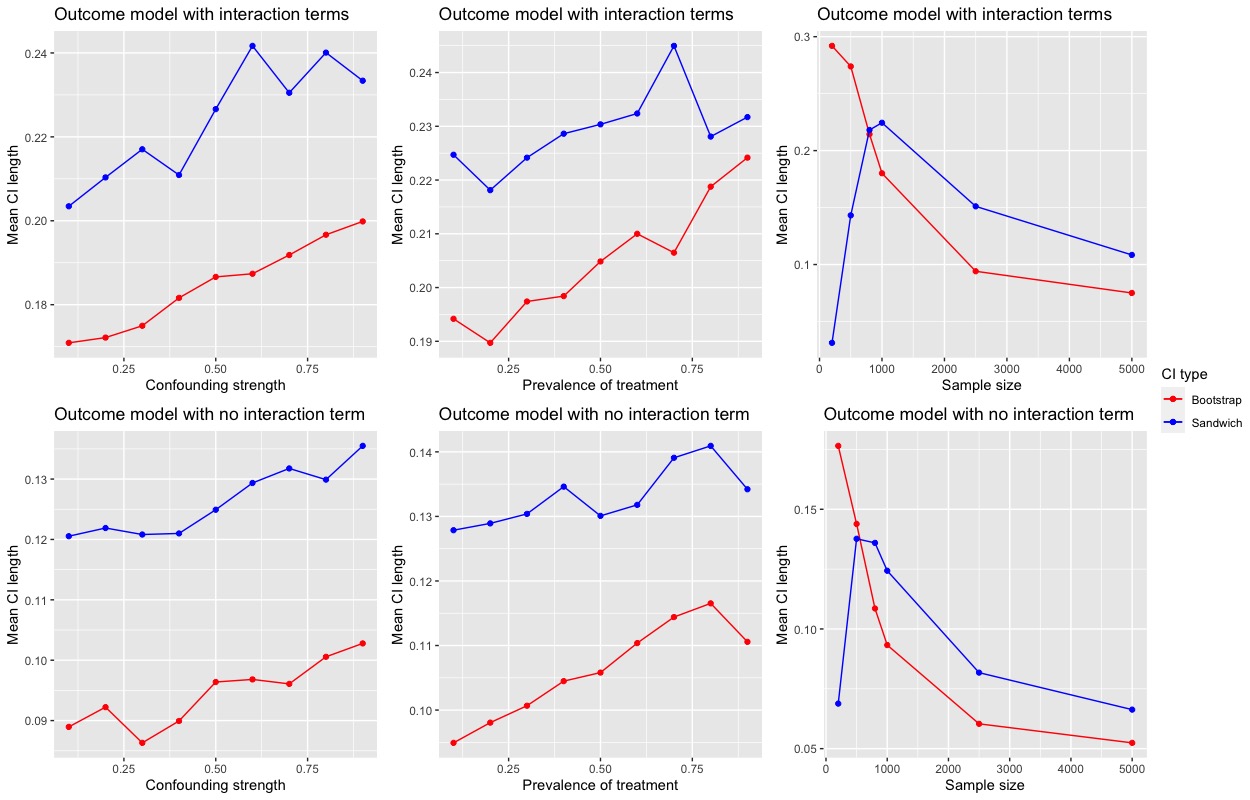 Outcome model with interaction terms
Mean CI length
0.24
0.22
0.20
0.18
0.25 0.50 0.75
Confounding strength
Outcome model with interaction terms
Mean CI length
0.24
0.23
0.22
0.21
0.20
0.19
0.25 0.50 0.75
Prevalence of treatment
Outcome model with interaction terms
Mean CI length
0.3
0.2
0.1
0 1000 2000 3000 4000 5000
Sample size
CI type
Bootstrap
Sandwich
Outcome model with no interaction term
Mean CI length
0.13
0.12
0.11
0.10
0.09
0.25 0.50 0.75
Confounding strength
Outcome model with no interaction term
Mean CI length
0.14
0.13
0.12
0.11
0.10
0.25 0.50 0.75
Prevalence of treatment
Outcome model with no interaction term
Mean CI length
0.15
0.10
0.05
0 1000 2000 3000 4000 5000
Sample size